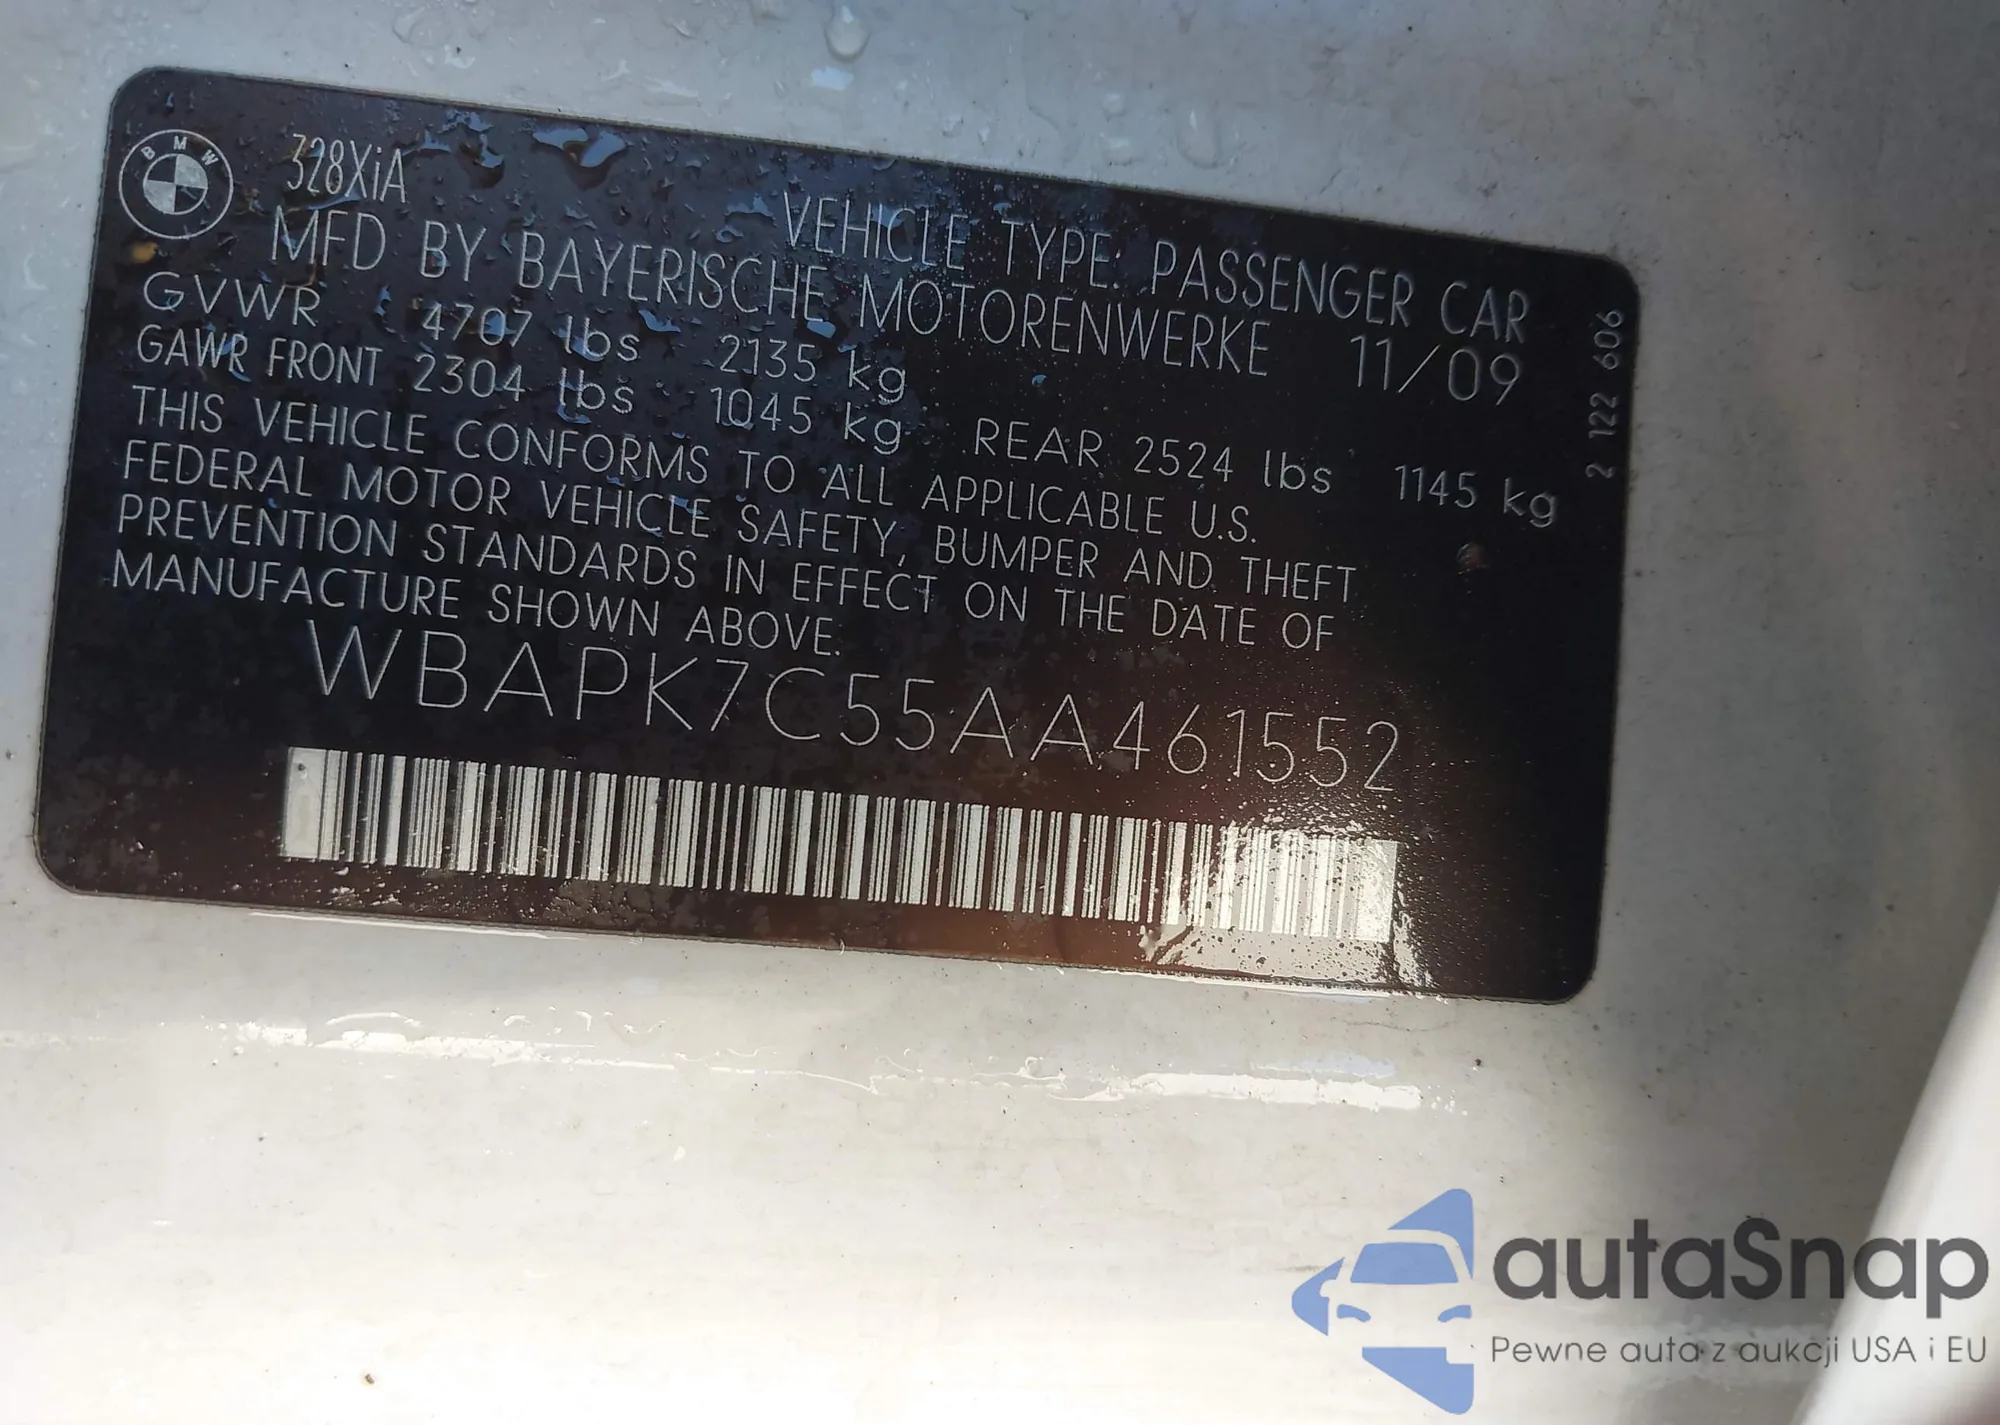 BMW
328XiA
VEHICLE TYPE: PASSENGER CAR
MFD BY BAYERISCHE MOTORENWERKE 11/09
GVWR 4707 lbs 2135 kg
GAWR FRONT 2304 lbs 1045 kg REAR 2524 lbs 1145 kg
THIS VEHICLE CONFORMS TO ALL APPLICABLE U.S.
FEDERAL MOTOR VEHICLE SAFETY, BUMPER AND THEFT
PREVENTION STANDARDS IN EFFECT ON THE DATE OF
MANUFACTURE SHOWN ABOVE.
WBAPK7C55AA461552
2 122 606
autaSnap
Pewne auta z aukcji USA i EU